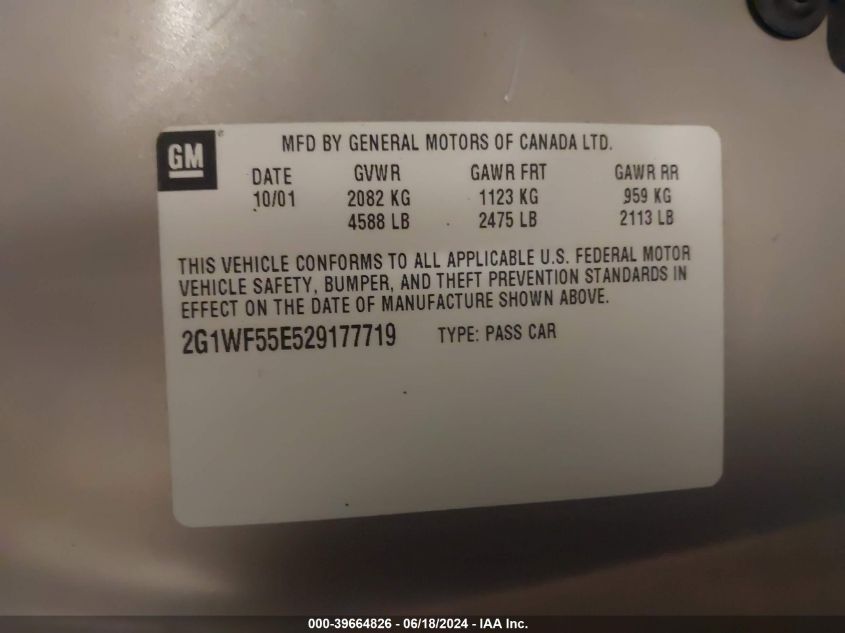 MFD BY GENERAL MOTORS OF CANADA LTD.
GM
DATE GVWR GAWR FRT GAWR RR
10/01 2082 KG 1123 KG 959 KG
4588 LB 2475 LB 2113 LB
THIS VEHICLE CONFORMS TO ALL APPLICABLE U.S. FEDERAL MOTOR
VEHICLE SAFETY, BUMPER, AND THEFT PREVENTION STANDARDS IN
EFFECT ON THE DATE OF MANUFACTURE SHOWN ABOVE.
2G1WF55E529177719 TYPE: PASS CAR
000-39664826 - 06/18/2024 - IAA Inc.